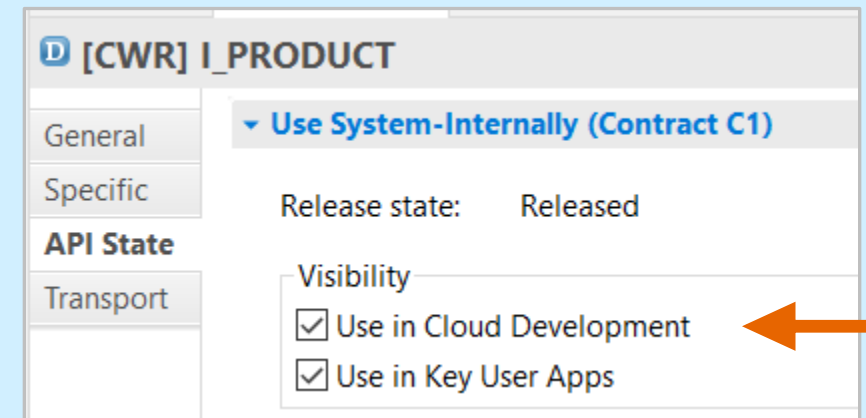 D [CWR] I_PRODUCT
General
Specific
API State
Transport
Use System-Internally (Contract C1)
Release state: Released
Visibility
Use in Cloud Development
Use in Key User Apps